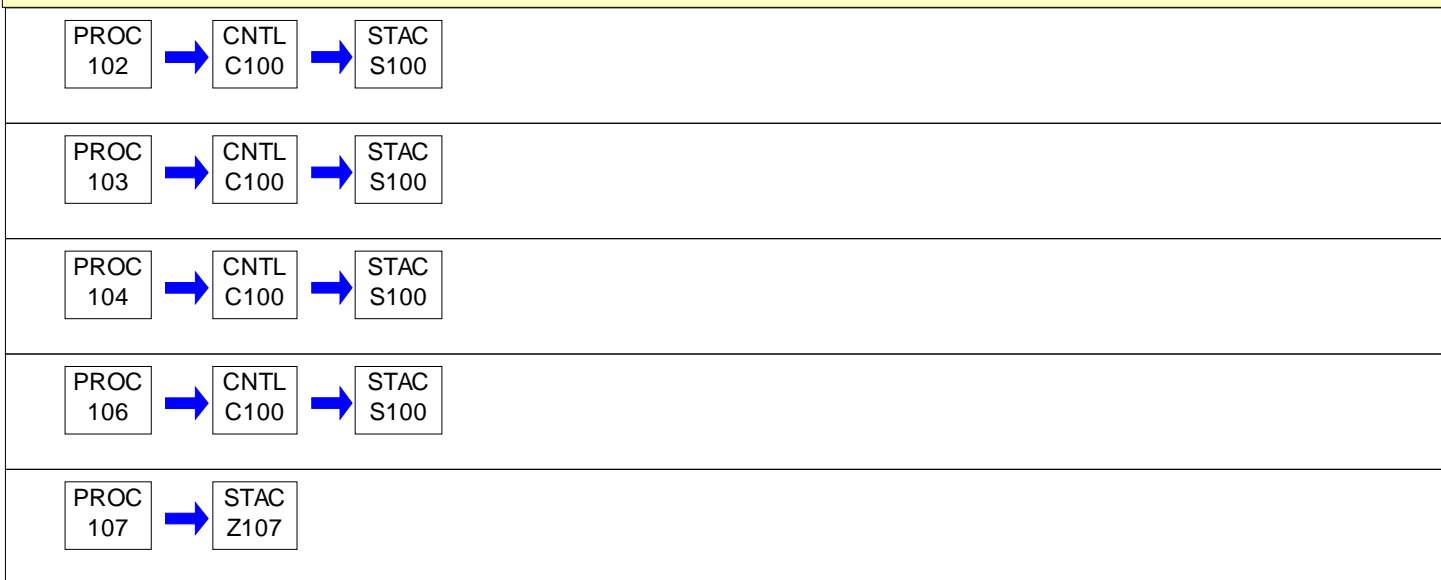 PROC CNTL STAC
102 C100 S100
PROC CNTL STAC
103 C100 S100
PROC CNTL STAC
104 C100 S100
PROC CNTL STAC
106 C100 S100
PROC STAC
107 Z107